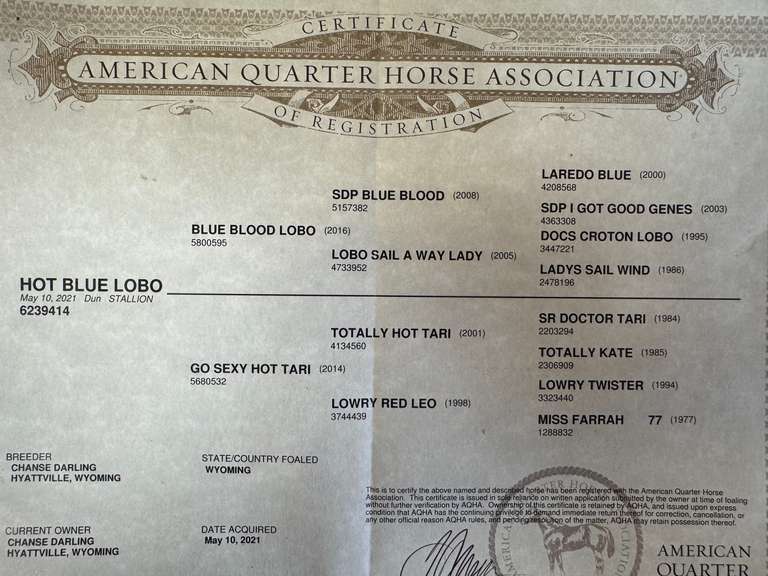 CERTIFICATE
AMERICAN QUARTER HORSE ASSOCIATION
OF REGISTRATION
LAREDO BLUE (2000)
4208568
SDP BLUE BLOOD (2008)
5157382
SDP I GOT GOOD GENES (2003)
4363308
BLUE BLOOD LOBO (2016)
5800595
DOCS CROTON LOBO (1995)
3447221
LOBO SAIL A WAY LADY (2005)
4733952
LADYS SAIL WIND (1986)
2478196
HOT BLUE LOBO
May 10, 2021 Dun STALLION
6239414
SR DOCTOR TARI (1984)
2203294
TOTALLY HOT TARI (2001)
4134560
TOTALLY KATE (1985)
2306909
GO SEXY HOT TARI (2014)
5680532
LOWRY TWISTER (1994)
3323440
LOWRY RED LEO (1998)
3744439
MISS FARRAH 77 (1977)
1288832
BREEDER
CHANSE DARLING
HYATTVILLE, WYOMING
STATE/COUNTRY FOALED
WYOMING
CURRENT OWNER
CHANSE DARLING
HYATTVILLE, WYOMING
DATE ACQUIRED
May 10, 2021
This is to certify the above named and described horse has been registered with the American Quarter Horse
Association. This certificate is issued in sole reliance on written application submitted by the owner at time of foaling
without further verification by AQHA. Ownership of this certificate is retained by AQHA, and issued upon express
condition that AQHA has the continuing privilege to demand immediate return thereof for correction, cancellation, or
any other official reason AQHA rules, and pending resolution of the matter, AQHA may retain possession thereof.
AMERICAN
QUARTER